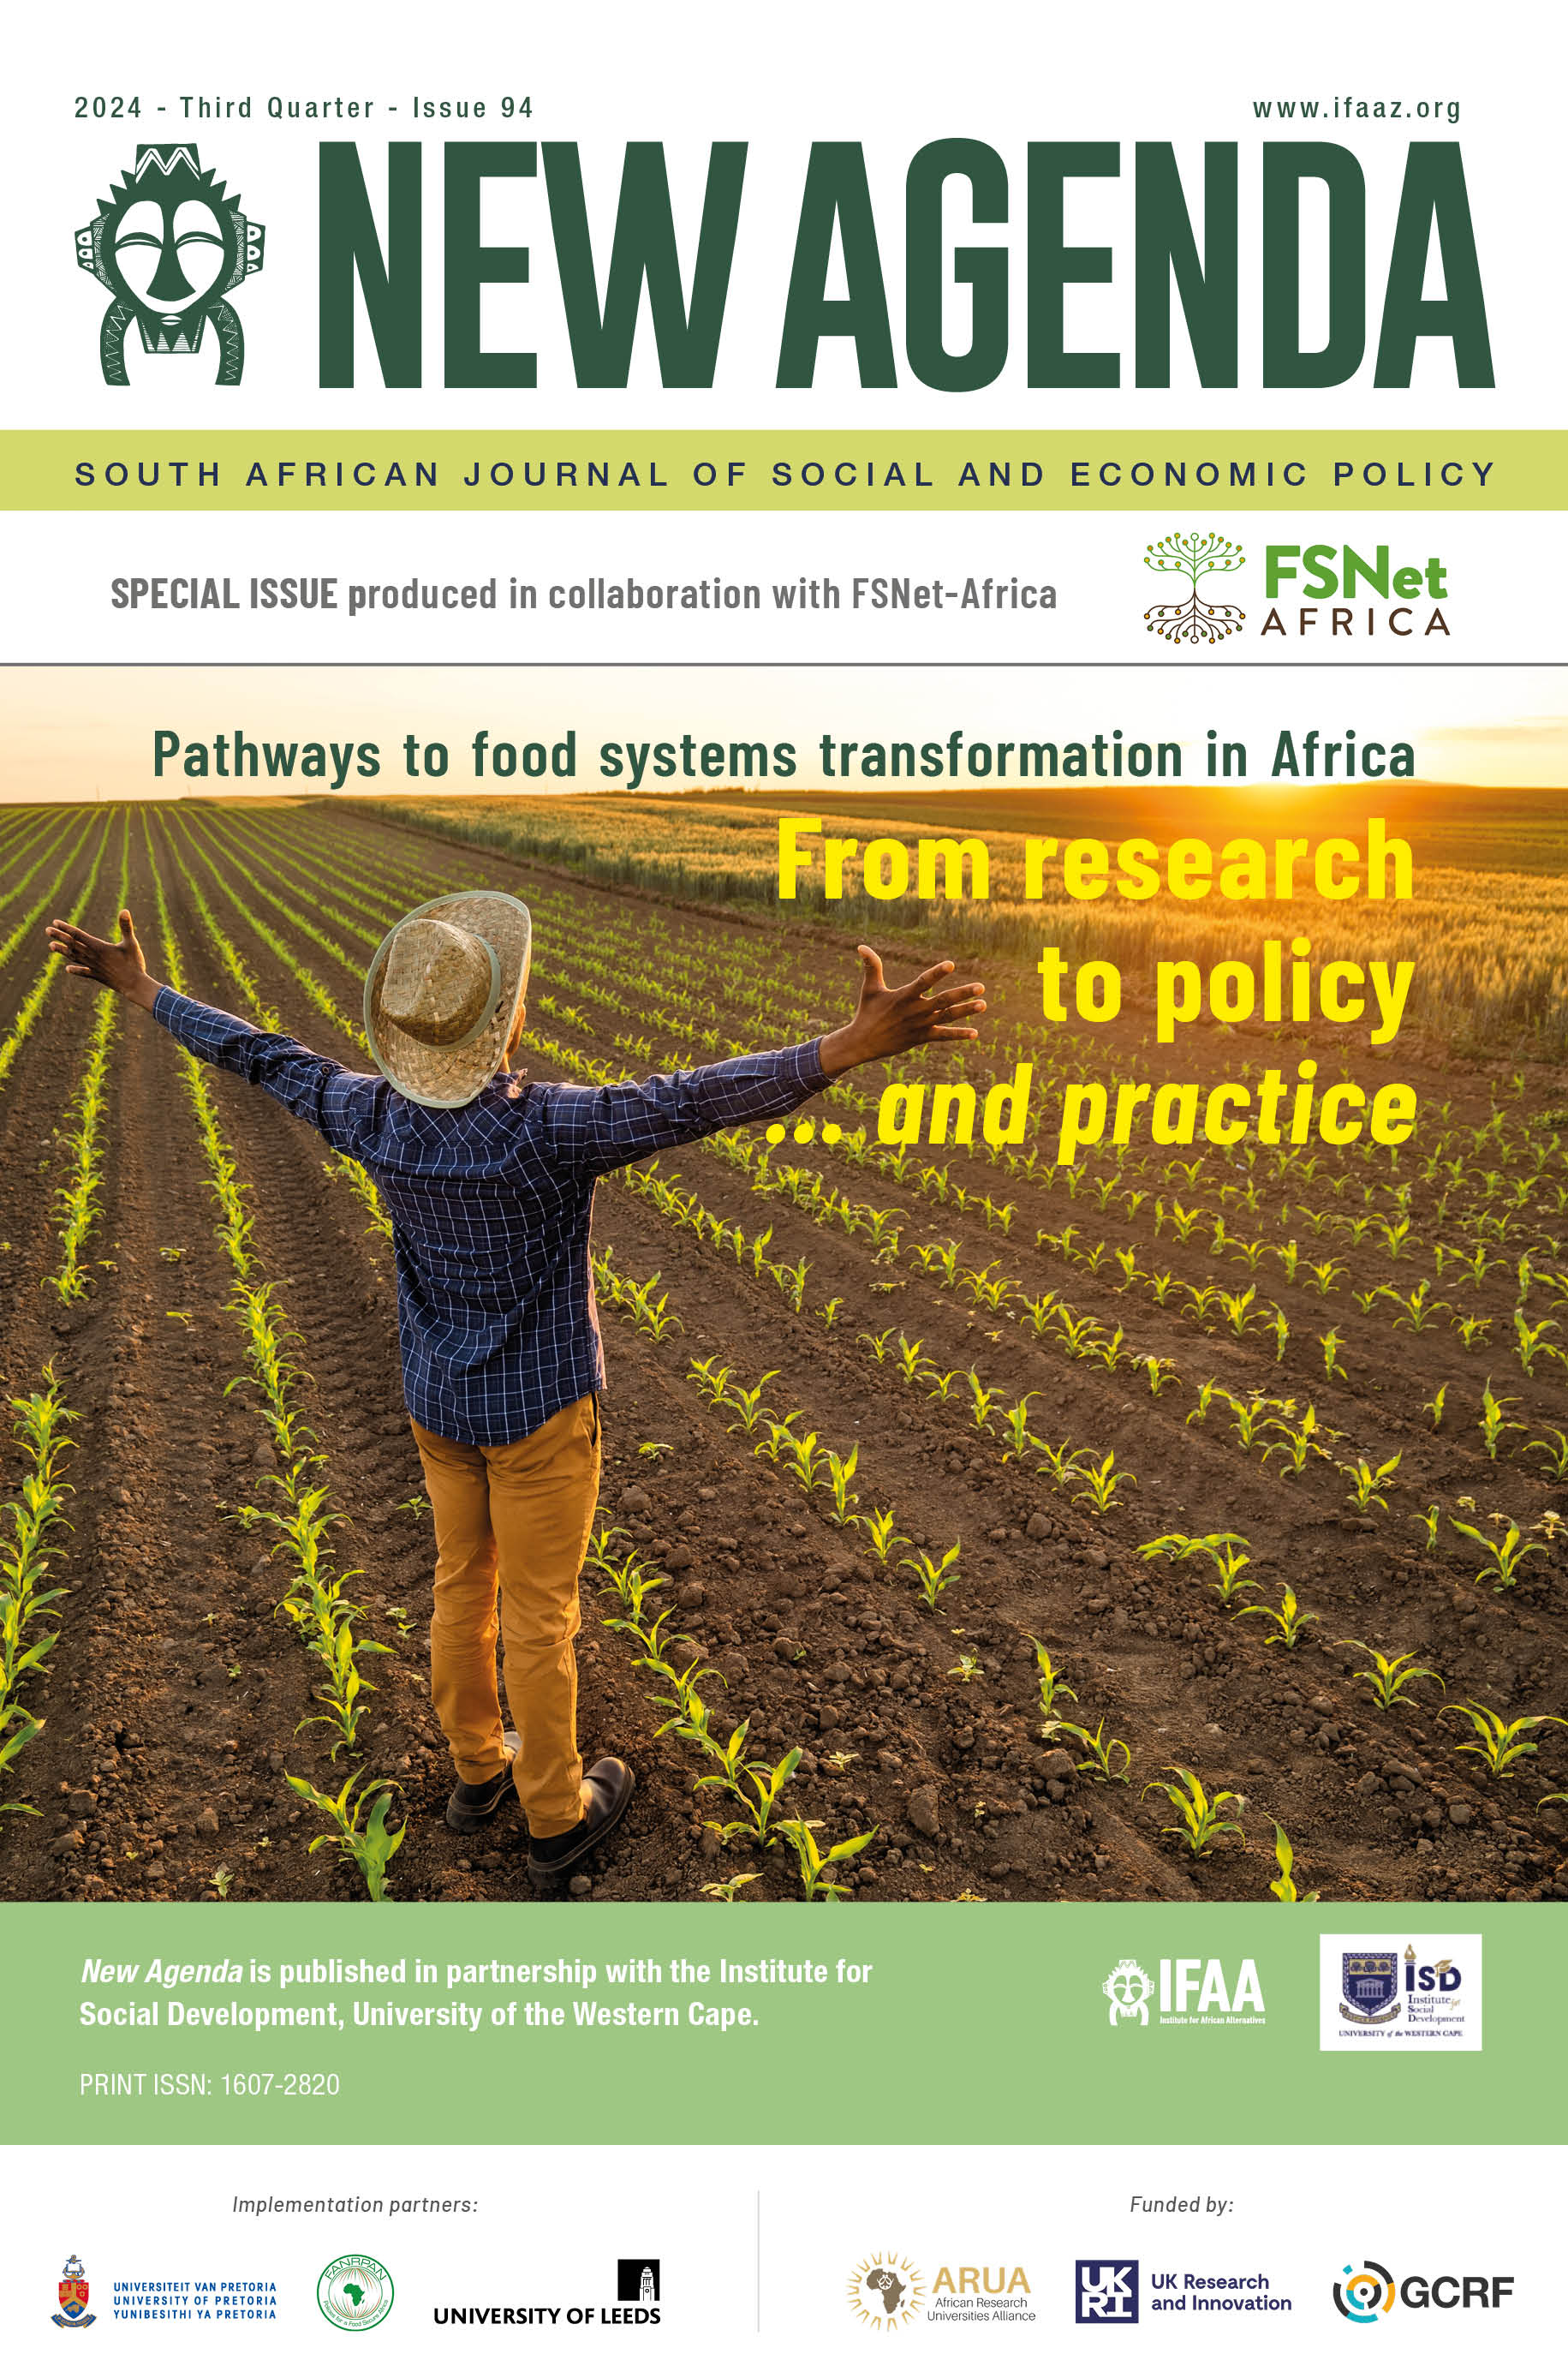 2024 - Third Quarter - Issue 94
www.ifaaz.org
NEW AGENDA
SOUTH AFRICAN JOURNAL OF SOCIAL AND ECONOMIC POLICY
SPECIAL ISSUE produced in collaboration with FSNet-Africa
FSNet
AFRICA
Pathways to food systems transformation in Africa
From research
to policy
... and practice
New Agenda is published in partnership with the Institute for
Social Development, University of the Western Cape.
PRINT ISSN: 1607-2820
IFAA
Institute for African Alternatives
ISD
Institute for
Social
Development
UNIVERSITY of the WESTERN CAPE
Implementation partners:
UNIVERSITEIT VAN PRETORIA
UNIVERSITY OF PRETORIA
YUNIBESITHI YA PRETORIA
FANRPAN
UNIVERSITY OF LEEDS
Funded by:
ARUA
African Research
Universities Alliance
UK
RI
UK Research
and Innovation
GCRF